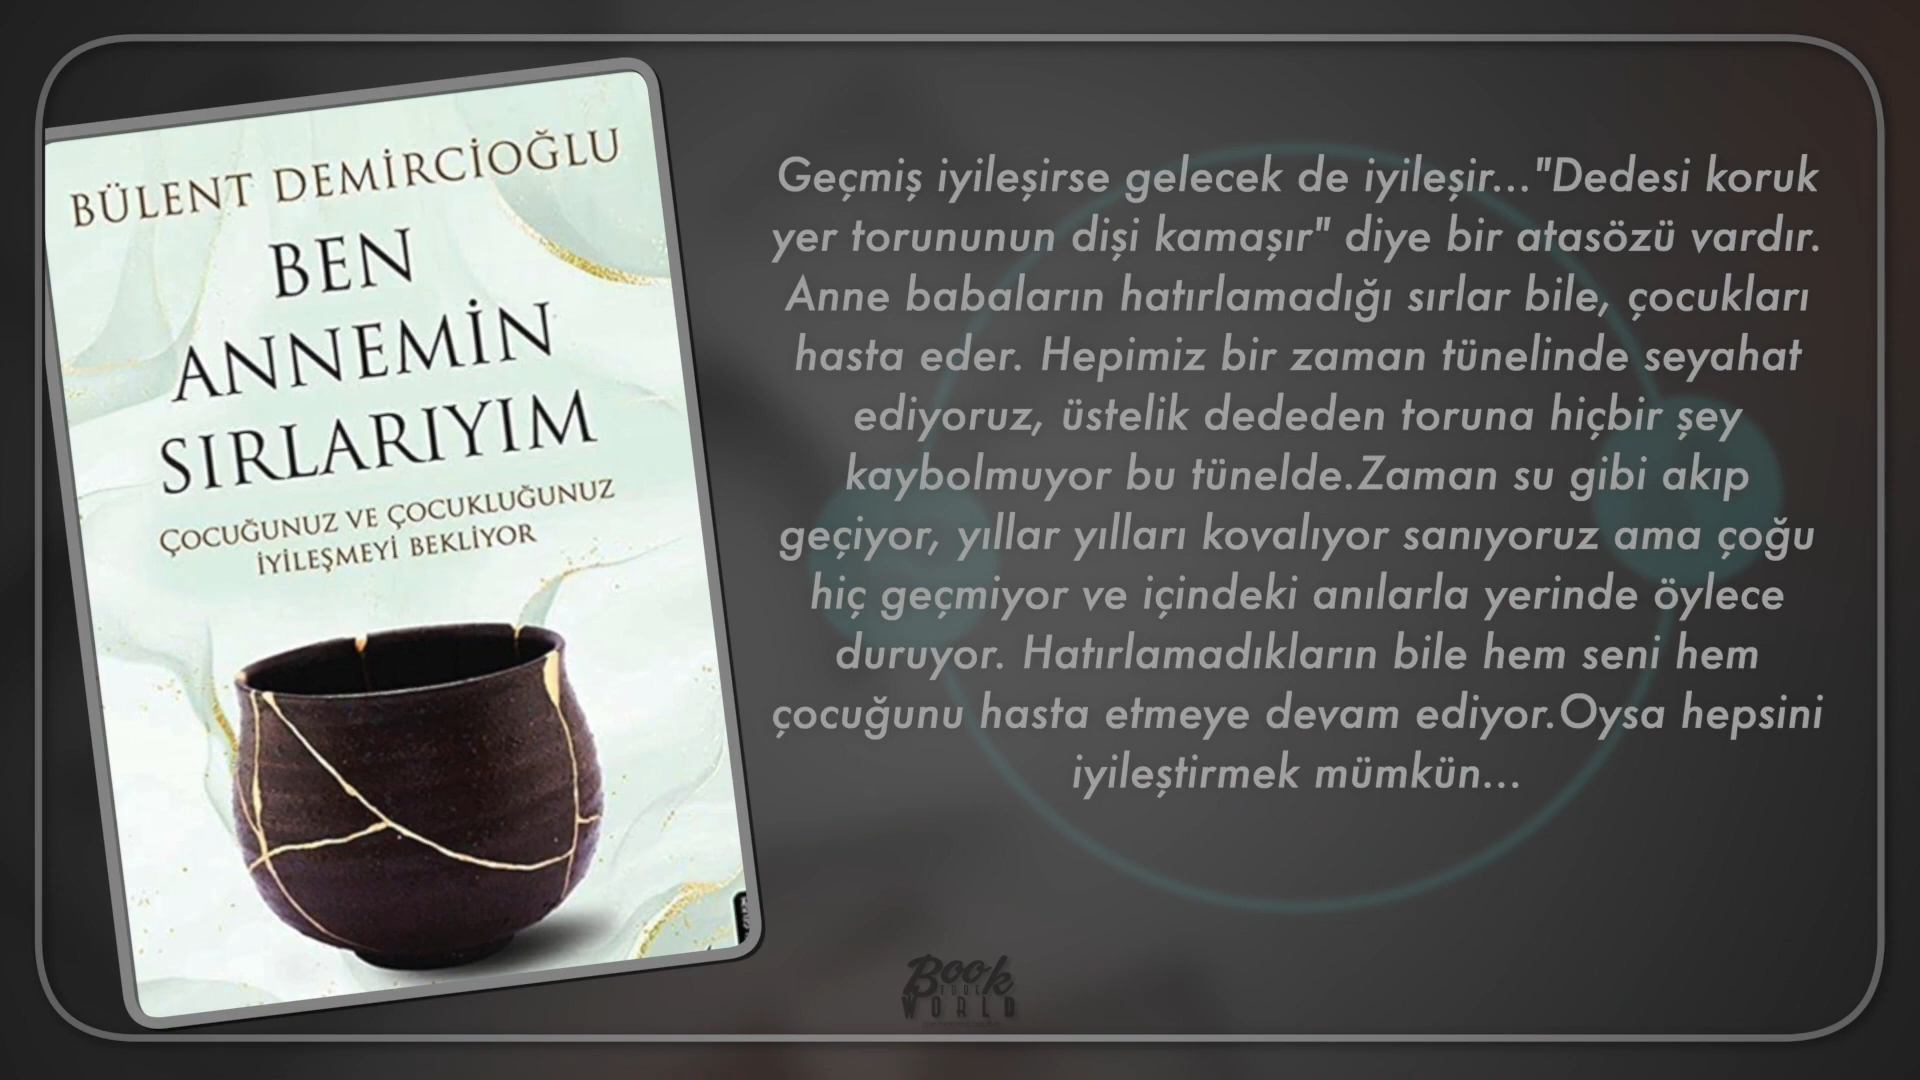 BÜLENT DEMİRCİOĞLU
BEN
ANNEMİN
SIRLARIYIM
ÇOCUĞUNUZ VE ÇOCUKLUĞUNUZ
İYİLEŞMEYİ BEKLİYOR
Geçmiş iyileşirse gelecek de iyileşir..."Dedesi koruk
yer torununun dişi kamaşır" diye bir atasözü vardır.
Anne babaların hatırlamadığı sırlar bile, çocukları
hasta eder. Hepimiz bir zaman tünelinde seyahat
ediyoruz, üstelik dededen toruna hiçbir şey
kaybolmuyor bu tünelde.Zaman su gibi akıp
geçiyor, yıllar yılları kovalıyor sanıyoruz ama çoğu
hiç geçmiyor ve içindeki anılarla yerinde öylece
duruyor. Hatırlamadıkların bile hem seni hem
çocuğunu hasta etmeye devam ediyor.Oysa hepsini
iyileştirmek mümkün...
Book
WORLD